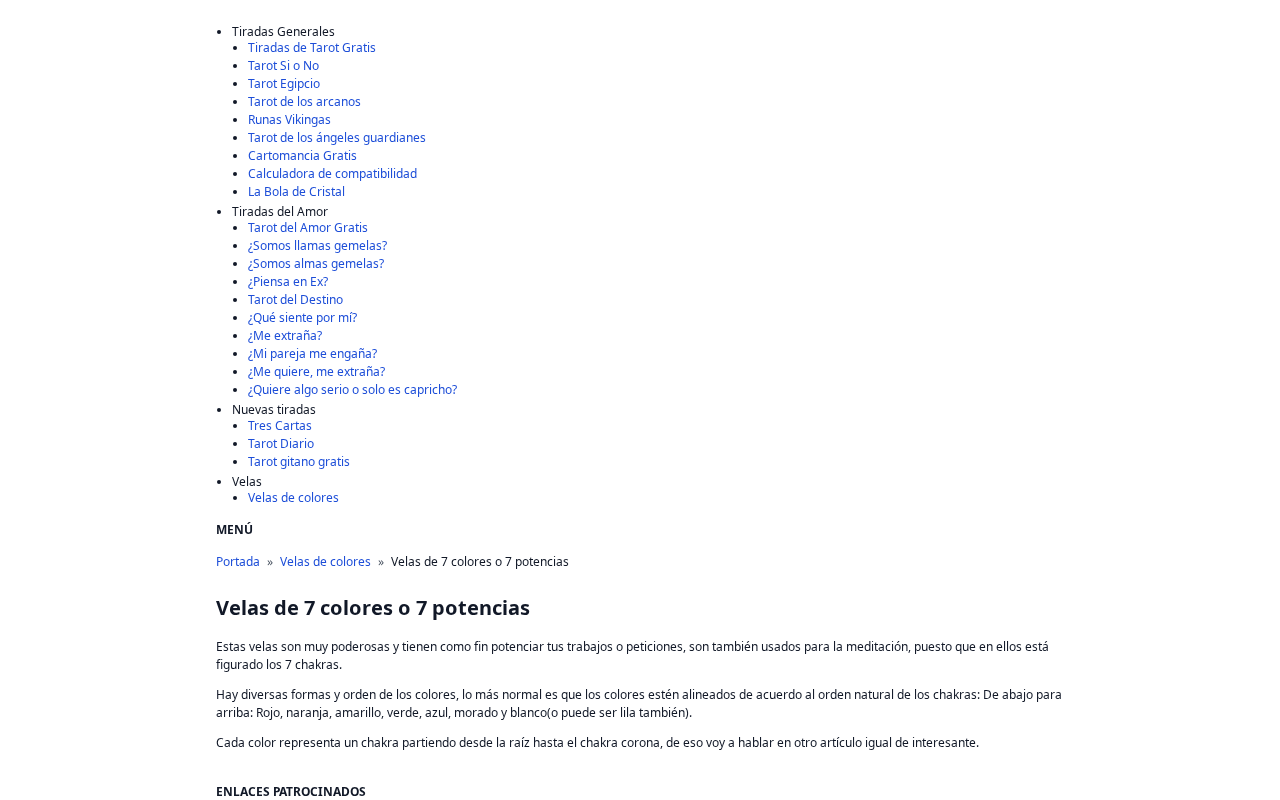 Tiradas Generales
Tiradas de Tarot Gratis
Tarot Si o No
Tarot Egipcio
Tarot de los arcanos
Runas Vikingas
Tarot de los ángeles guardianes
Cartomancia Gratis
Calculadora de compatibilidad
La Bola de Cristal
Tiradas del Amor
Tarot del Amor Gratis
¿Somos llamas gemelas?
¿Somos almas gemelas?
¿Piensa en Ex?
Tarot del Destino
¿Qué siente por mí?
¿Me extraña?
¿Mi pareja me engaña?
¿Me quiere, me extraña?
¿Quiere algo serio o solo es capricho?
Nuevas tiradas
Tres Cartas
Tarot Diario
Tarot gitano gratis
Velas
Velas de colores
MENÚ
Portada » Velas de colores » Velas de 7 colores o 7 potencias
Velas de 7 colores o 7 potencias
Estas velas son muy poderosas y tienen como fin potenciar tus trabajos o peticiones, son también usados para la meditación, puesto que en ellos está
figurado los 7 chakras.
Hay diversas formas y orden de los colores, lo más normal es que los colores estén alineados de acuerdo al orden natural de los chakras: De abajo para
arriba: Rojo, naranja, amarillo, verde, azul, morado y blanco(o puede ser lila también).
Cada color representa un chakra partiendo desde la raíz hasta el chakra corona, de eso voy a hablar en otro artículo igual de interesante.
ENLACES PATROCINADOS